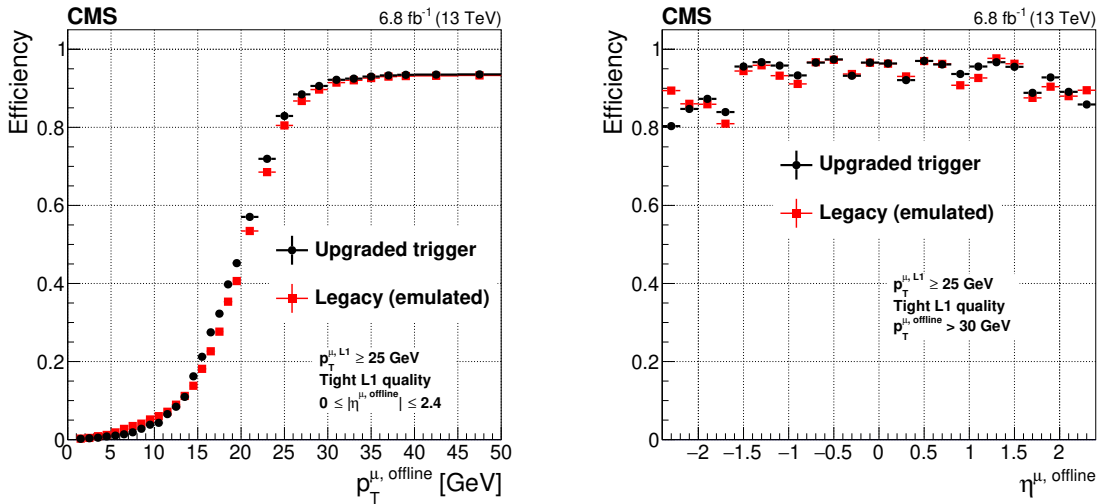 CMS 6.8 fb⁻¹ (13 TeV)
Efficiency
1
0.8
0.6
0.4
0.2
0
Upgraded trigger
Legacy (emulated)
p_T^{μ, L1} ≥ 25 GeV
Tight L1 quality
0 ≤ |η^{μ, offline}| ≤ 2.4
0 5 10 15 20 25 30 35 40 45 50
p_T^{μ, offline} [GeV]
CMS 6.8 fb⁻¹ (13 TeV)
Efficiency
1
0.8
0.6
0.4
0.2
0
Upgraded trigger
Legacy (emulated)
p_T^{μ, L1} ≥ 25 GeV
Tight L1 quality
p_T^{μ, offline} > 30 GeV
−2 −1.5 −1 −0.5 0 0.5 1 1.5 2
η^{μ, offline}